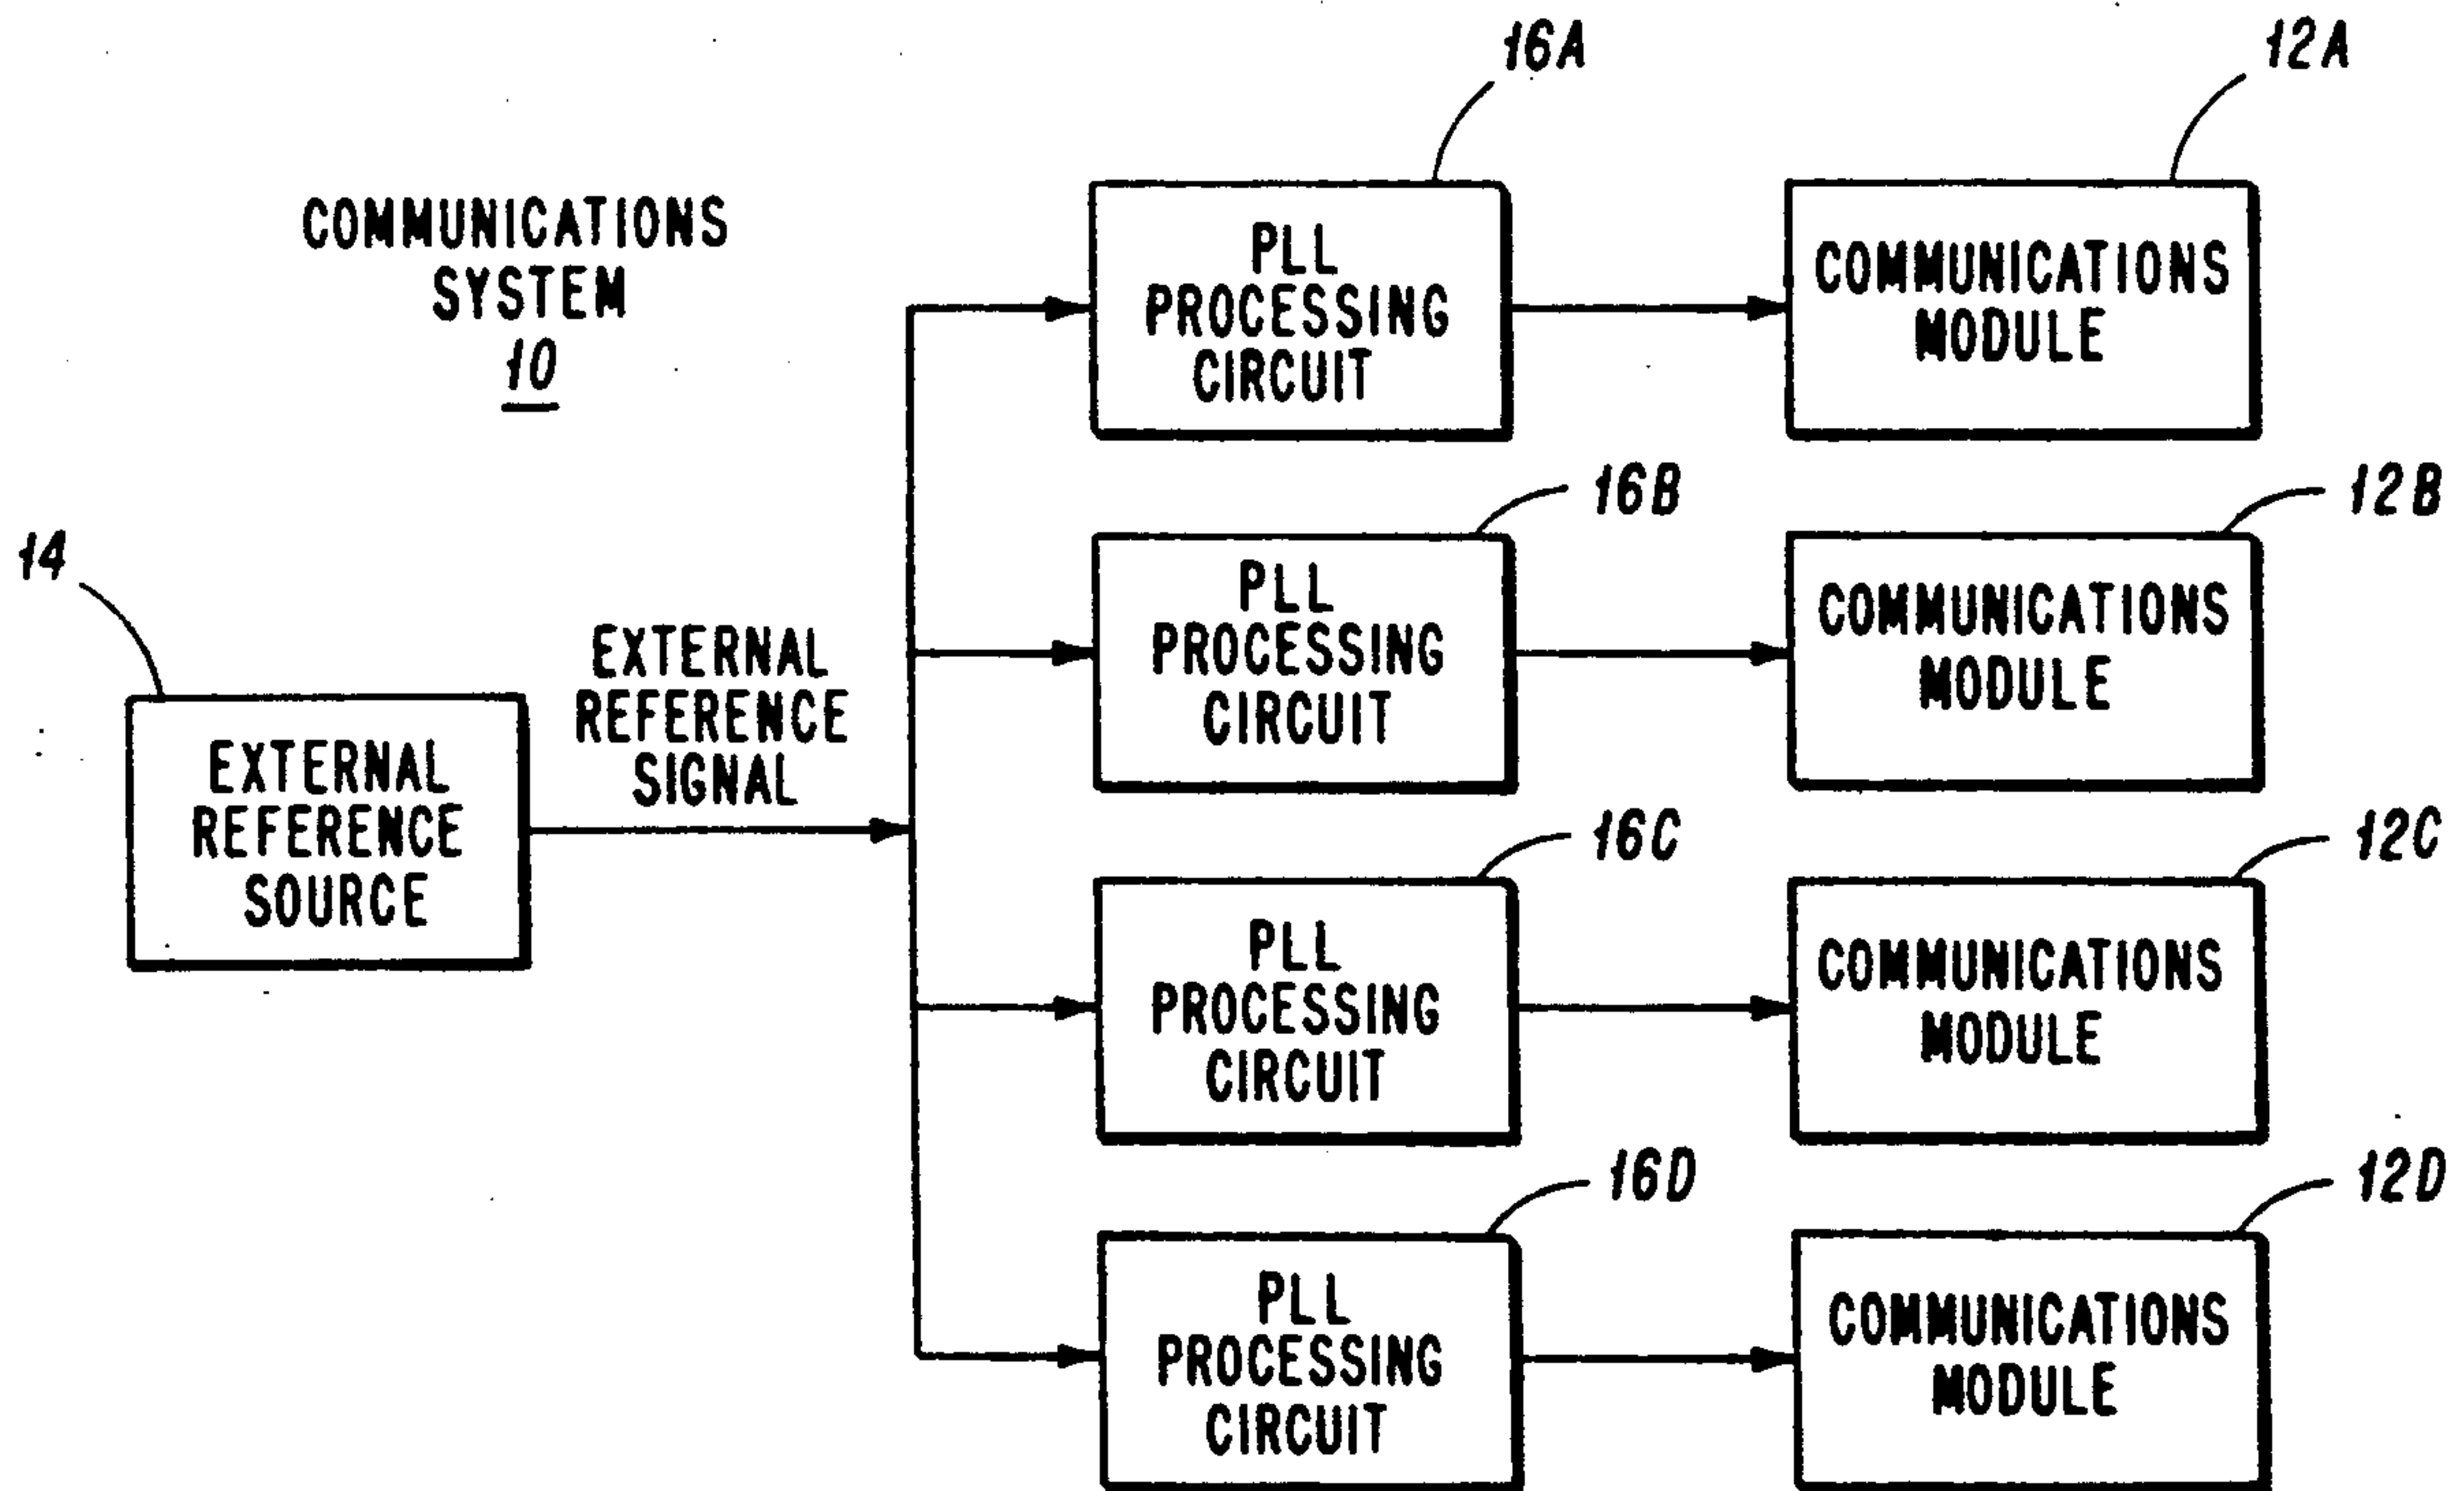 COMMUNICATIONS
SYSTEM
10
16A
12A
PLL
PROCESSING
CIRCUIT
COMMUNICATIONS
MODULE
16B
12B
PLL
PROCESSING
CIRCUIT
COMMUNICATIONS
MODULE
14
EXTERNAL
REFERENCE
SOURCE
EXTERNAL
REFERENCE
SIGNAL
16C
12C
PLL
PROCESSING
CIRCUIT
COMMUNICATIONS
MODULE
16D
12D
PLL
PROCESSING
CIRCUIT
COMMUNICATIONS
MODULE